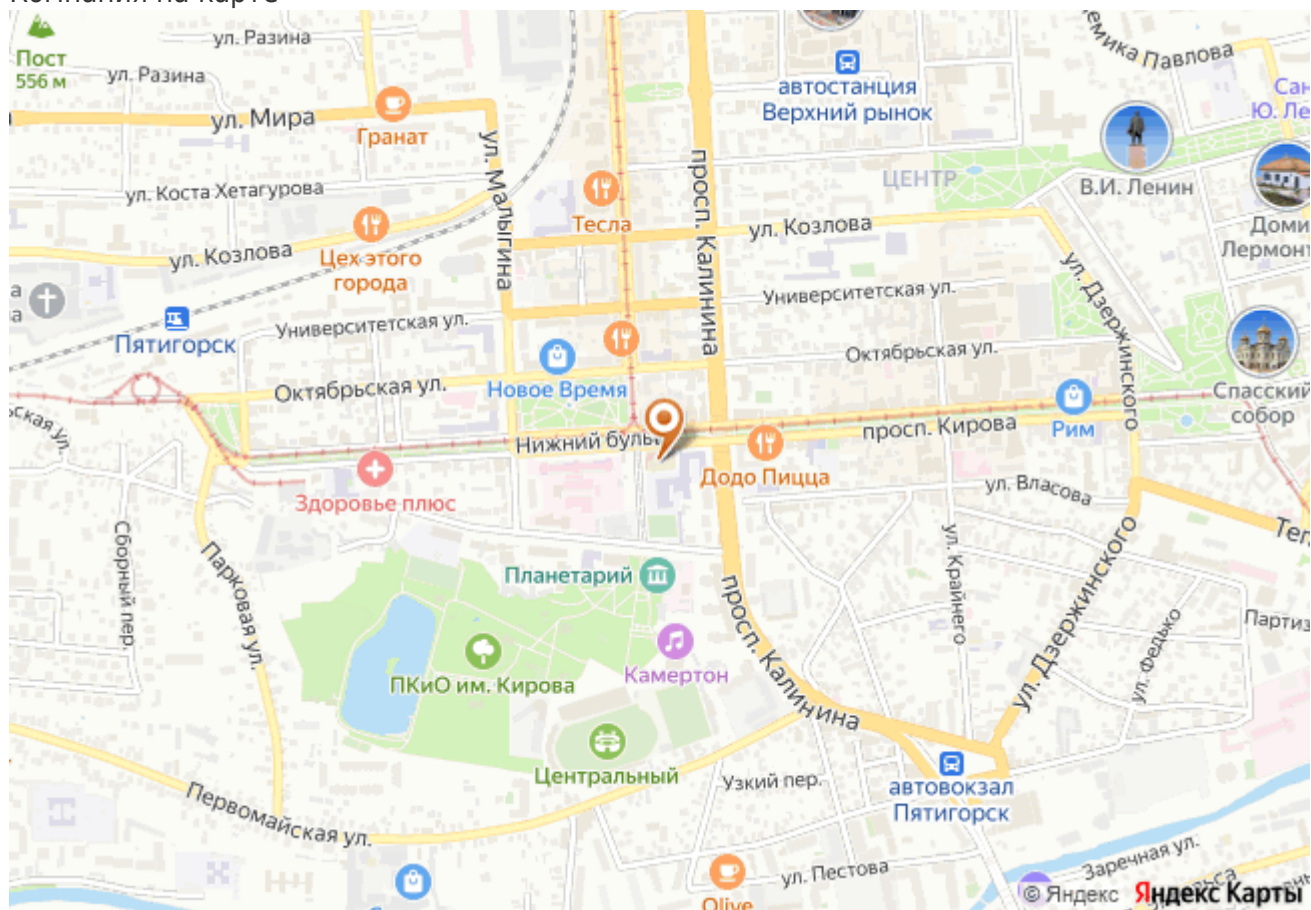 Компания на карте
ул. Разина
Пост
556 м
ул. Разина
ул. Мира
Гранат
ул. Малыгина
просп. Калинина
автостанция
Верхний рынок
Павлова
ЦЕНТР
В.И. Ленин
ул. Коста Хетагурова
Тесла
ул. Козлова
ул. Козлова
Цех этого
города
Университетская ул.
ул. Дзержинского
Пятигорск
Университетская ул.
Октябрьская ул.
Новое Время
Октябрьская ул.
Спасский
собор
Рим
просп. Кирова
Нижний
Додо Пицца
Здоровье плюс
ул. Власова
Сборный пер.
Парковая ул.
Планетарий
ул. Крайнего
ул. Дзержинского
ул. Федько
ПКиО им. Кирова
Камертон
просп. Калинина
Центральный
Узкий пер.
автовокзал
Пятигорск
Первомайская ул.
ул. Пестова
Olive
Заречная ул.
© Яндекс Яндекс Карты